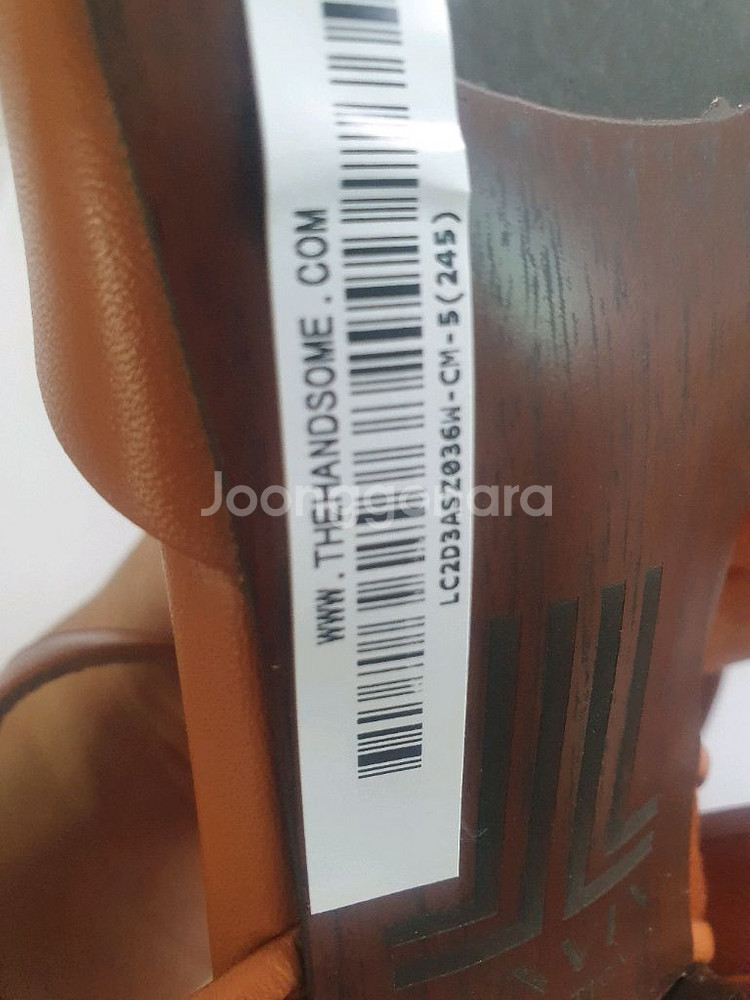 WWW.THEHANDSOME.COM
LC2D3ASZ036W-CM-5(245)
Joonggonara